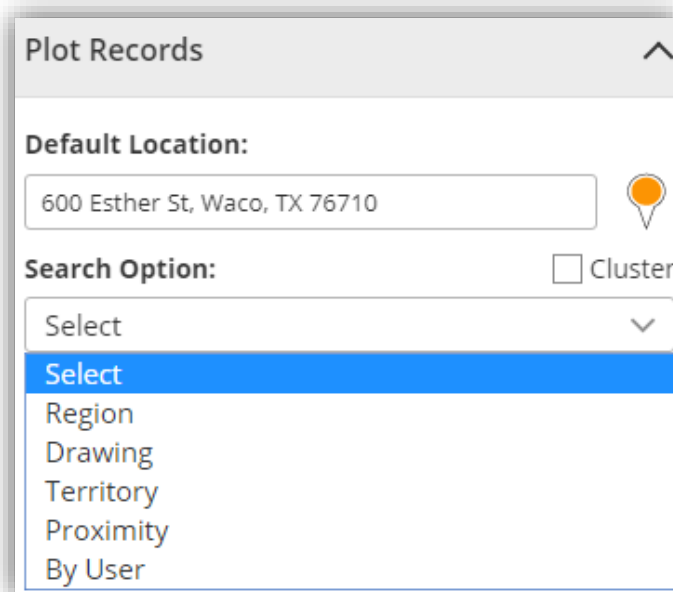 Plot Records
Default Location:
600 Esther St, Waco, TX 76710
Search Option:
Cluster
Select
Select
Region
Drawing
Territory
Proximity
By User